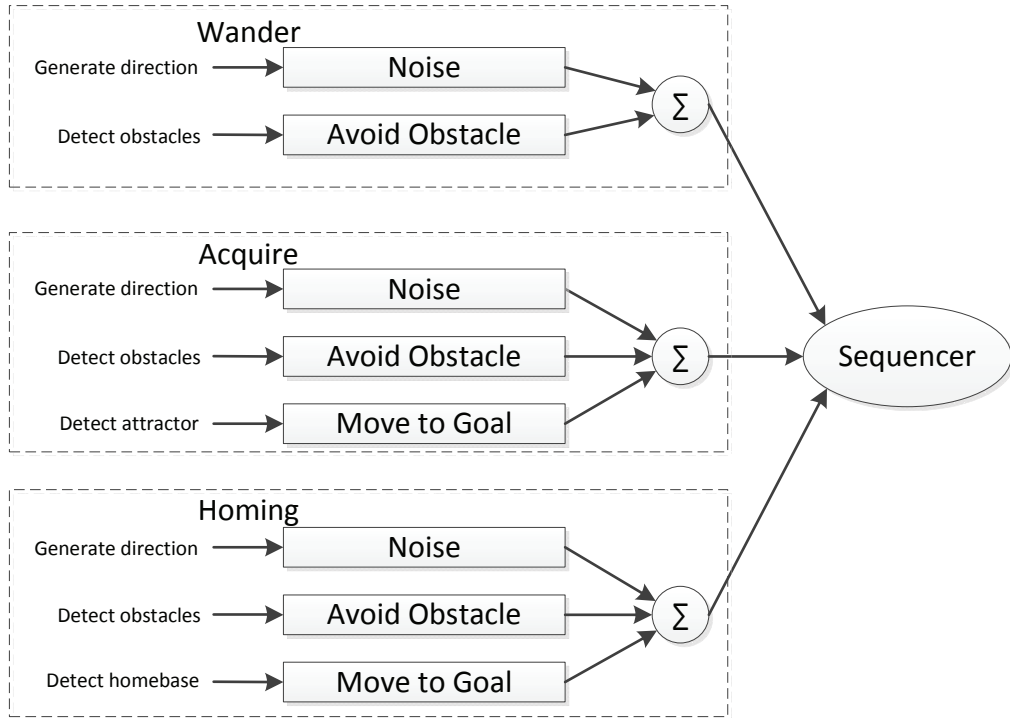 Wander
Generate direction
Noise
Σ
Detect obstacles
Avoid Obstacle
Acquire
Generate direction
Noise
Detect obstacles
Avoid Obstacle
Σ
Sequencer
Detect attractor
Move to Goal
Homing
Generate direction
Noise
Detect obstacles
Avoid Obstacle
Σ
Detect homebase
Move to Goal